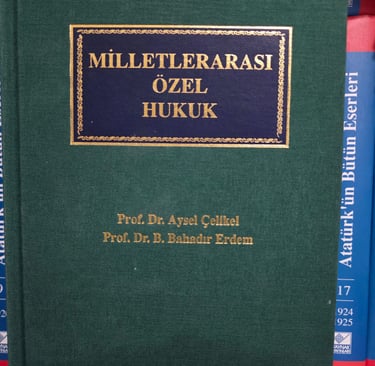 MİLLETLERARASI
ÖZEL
HUKUK
Prof. Dr. Aysel Çelikel
Prof. Dr. B. Bahadır Erdem
Atatürk'ün Bütün Eserleri
17
1924
1925